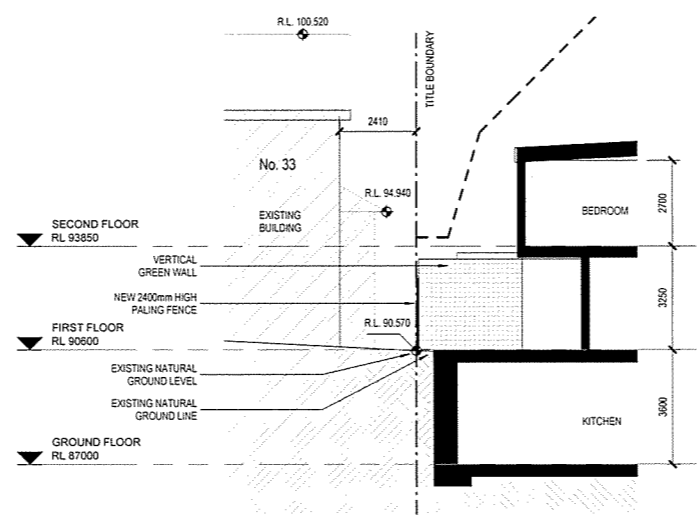 R.L. 100.520
TITLE BOUNDARY
2410
No. 33
R.L. 94.940
EXISTING
BUILDING
BEDROOM
2700
SECOND FLOOR
RL 93850
VERTICAL
GREEN WALL
NEW 2400mm HIGH
PALING FENCE
3250
FIRST FLOOR
RL 90600
R.L. 90.570
EXISTING NATURAL
GROUND LEVEL
EXISTING NATURAL
GROUND LINE
KITCHEN
3600
GROUND FLOOR
RL 87000